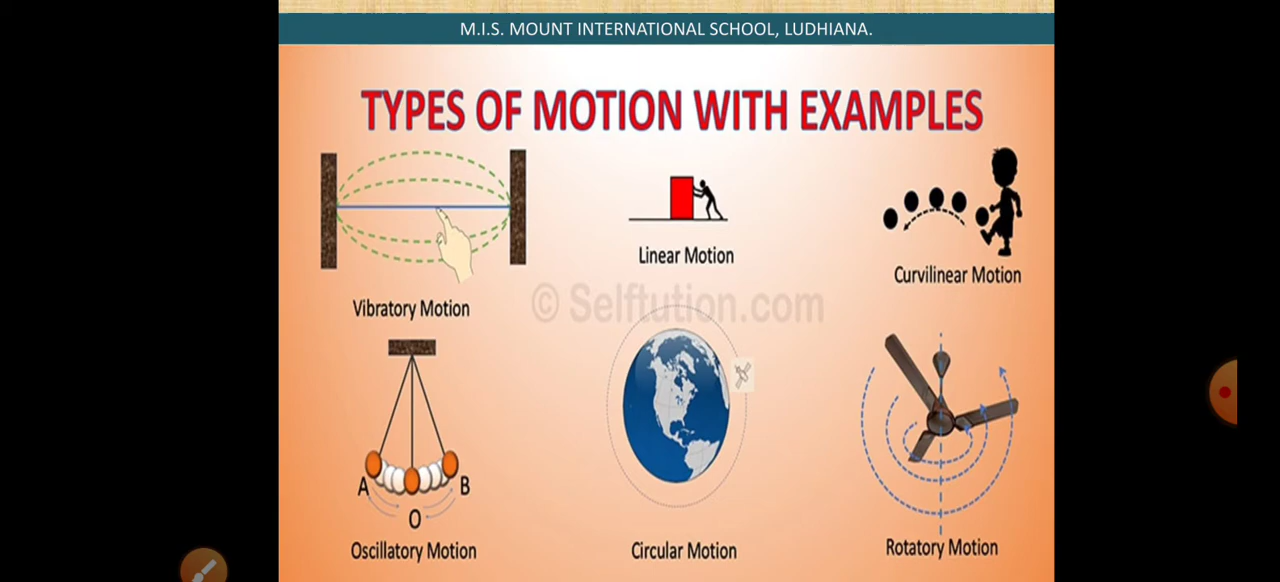 M.I.S. MOUNT INTERNATIONAL SCHOOL, LUDHIANA.
TYPES OF MOTION WITH EXAMPLES
Vibratory Motion
Linear Motion
Curvilinear Motion
© Selftution.com
A
B
O
Oscillatory Motion
Circular Motion
Rotatory Motion